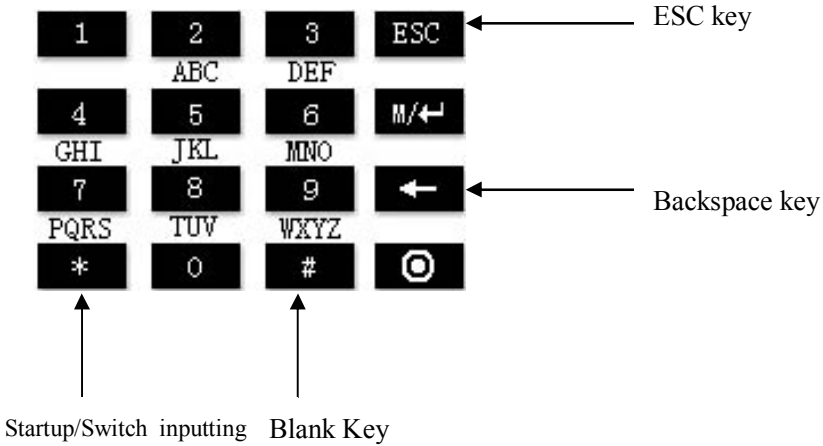 1 2 3 ESC ESC key
ABC DEF
4 5 6 M/↵
GHI JKL MNO
7 8 9 ← Backspace key
PQRS TUV WXYZ
* 0 #
Startup/Switch inputting Blank Key